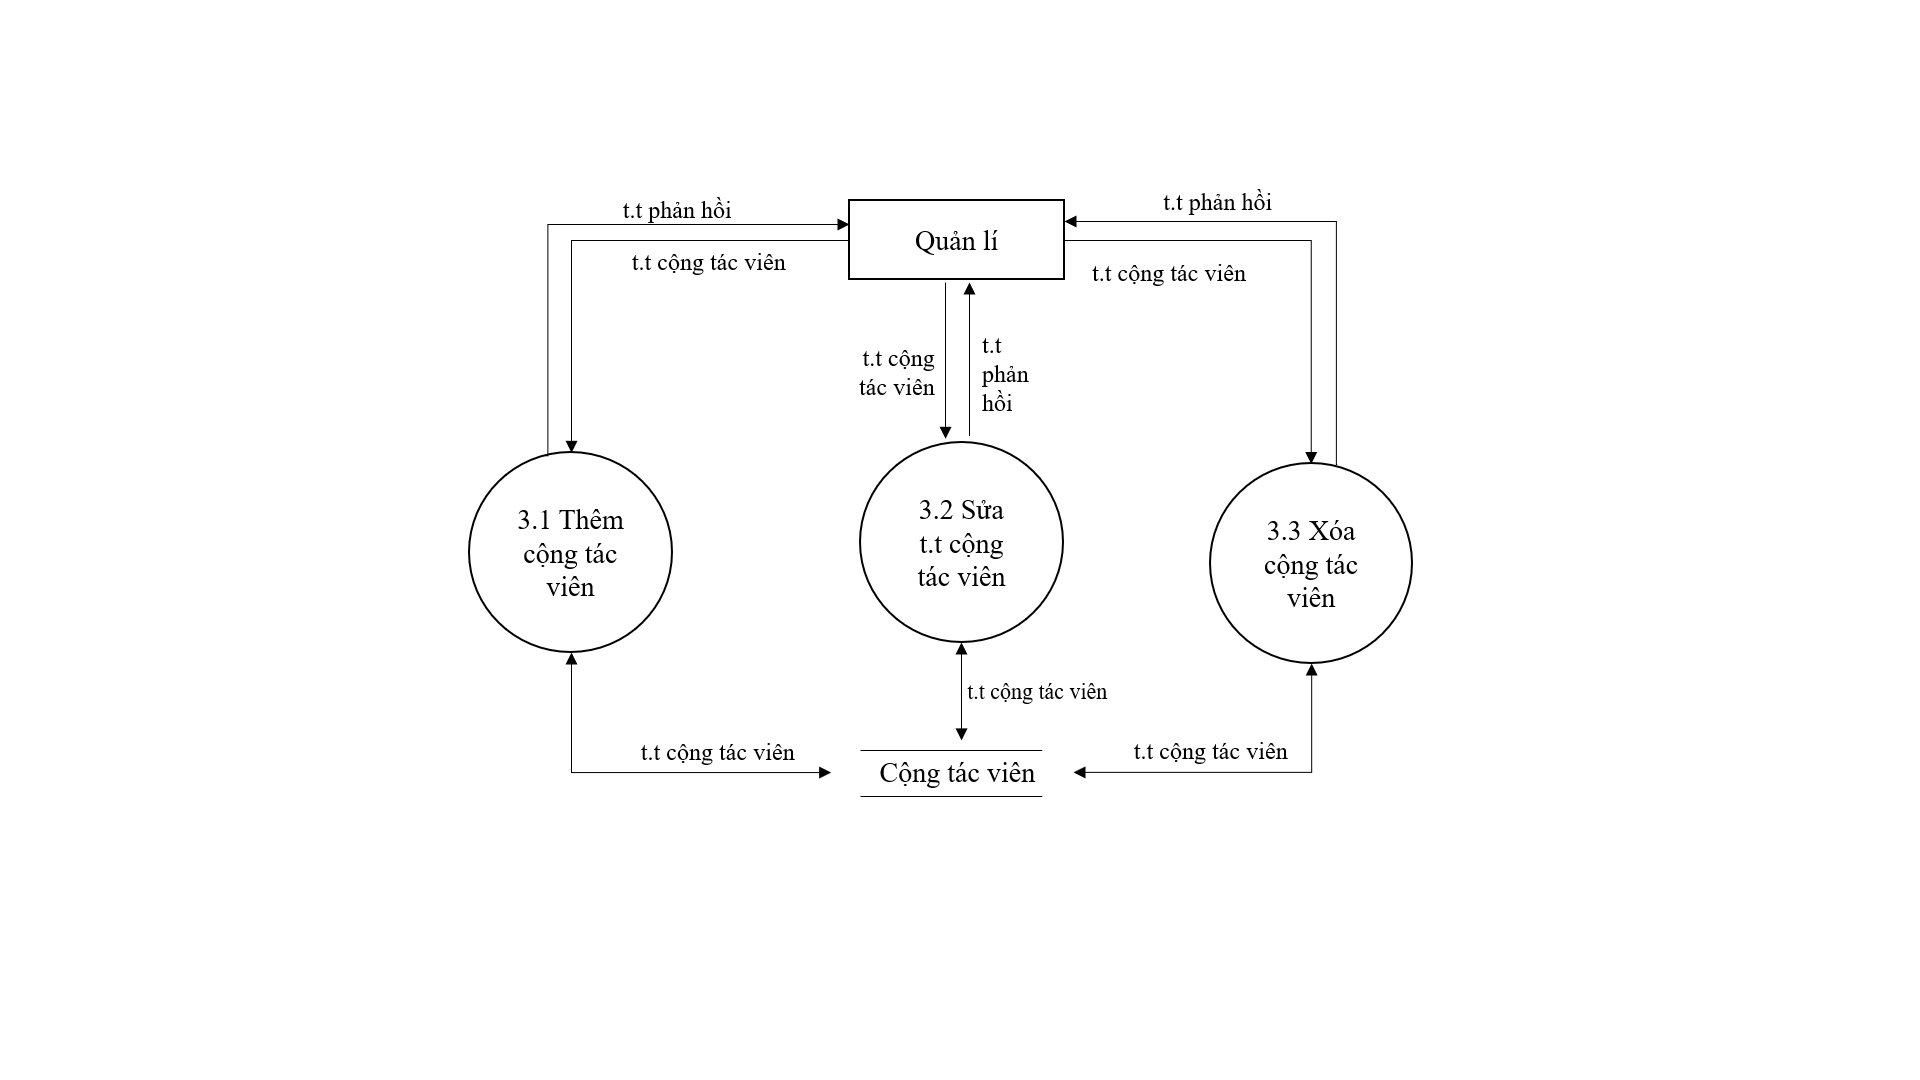 t.t phản hồi
t.t phản hồi
Quản lí
t.t cộng tác viên
t.t cộng tác viên
t.t cộng
tác viên
t.t
phản
hồi
3.1 Thêm
cộng tác
viên
3.2 Sửa
t.t cộng
tác viên
3.3 Xóa
cộng tác
viên
t.t cộng tác viên
t.t cộng tác viên
t.t cộng tác viên
Cộng tác viên